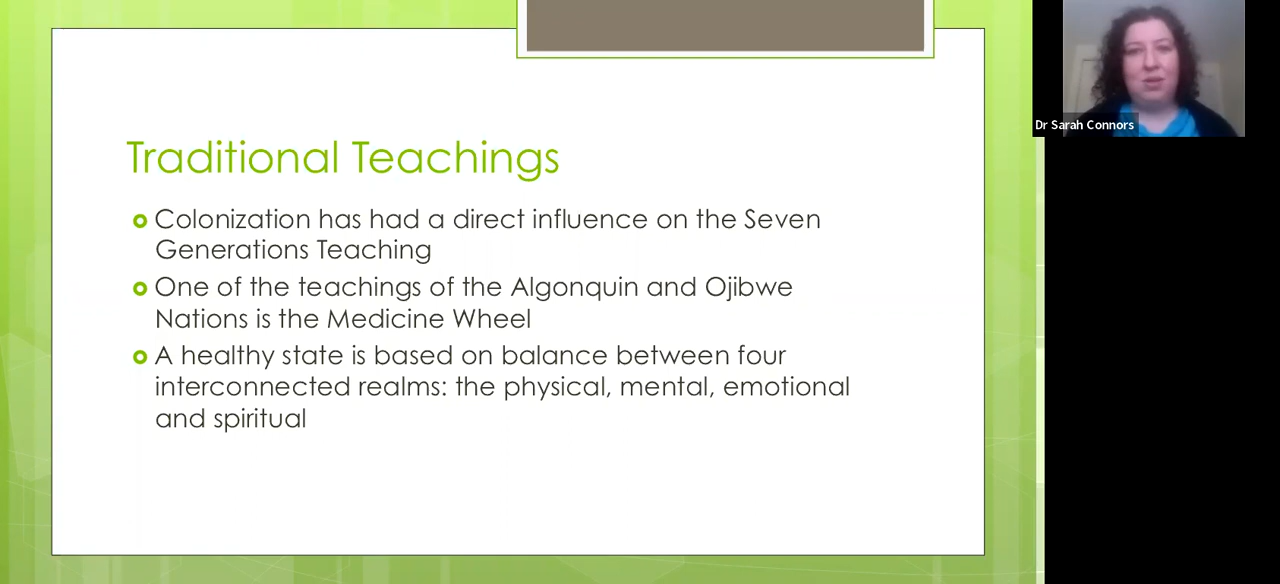 Traditional Teachings
Colonization has had a direct influence on the Seven
Generations Teaching
One of the teachings of the Algonquin and Ojibwe
Nations is the Medicine Wheel
A healthy state is based on balance between four
interconnected realms: the physical, mental, emotional
and spiritual
Dr Sarah Connors